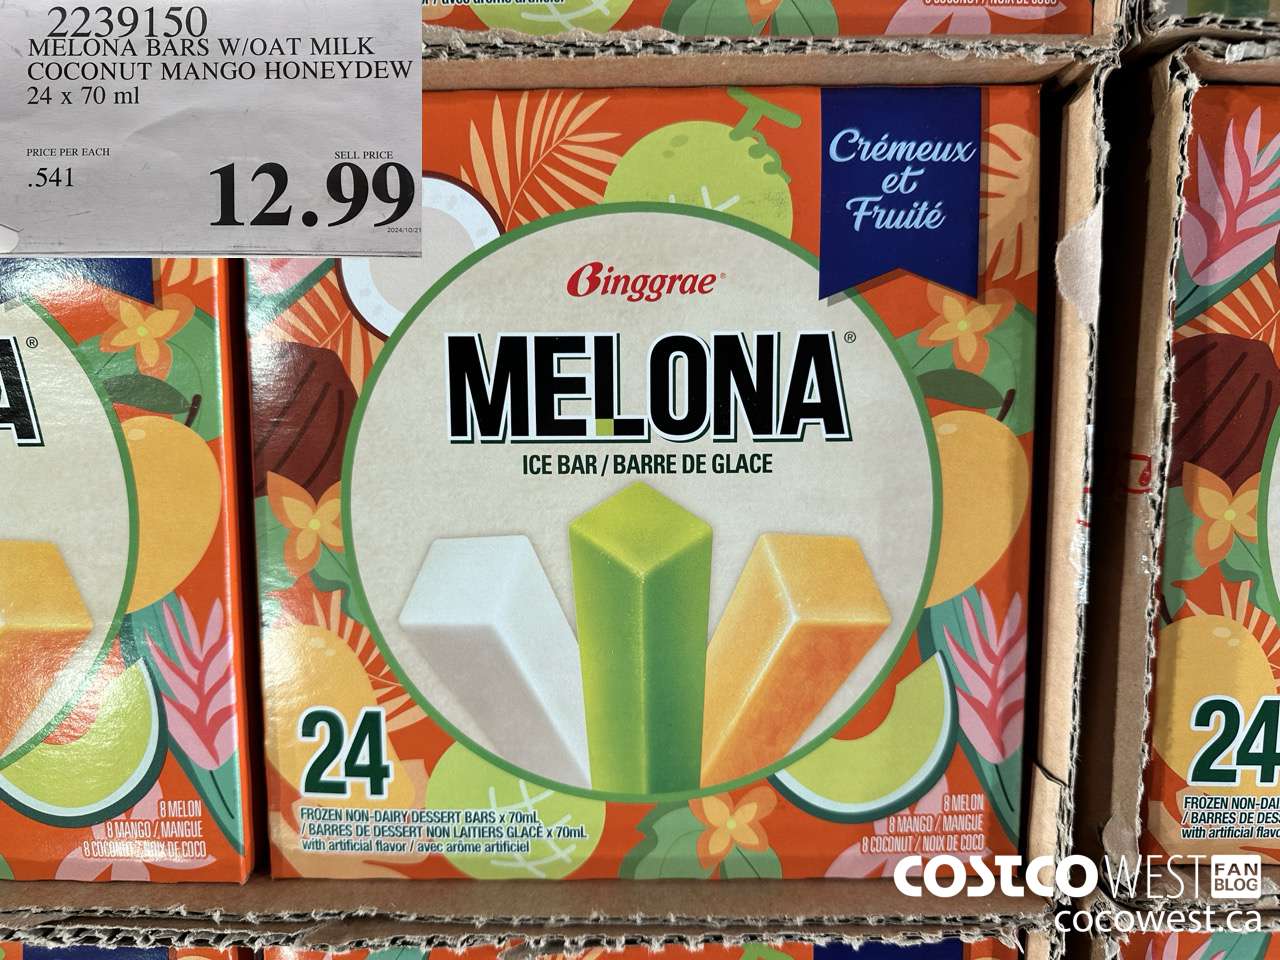 2239150
MELONA BARS W/OAT MILK
COCONUT MANGO HONEYDEW
24 x 70 ml
PRICE PER EACH
.541
SELL PRICE
12.99
2024/10/21
Crémeux
et
Fruité
Binggrae®
MELONA®
ICE BAR / BARRE DE GLACE
24
FROZEN NON-DAIRY DESSERT BARS x 70mL
/ BARRES DE DESSERT NON LAITIERS GLACÉ x 70mL
with artificial flavor / avec arôme artificiel
8 MELON
8 MANGO / MANGUE
8 COCONUT / NOIX DE COCO
A®
8 MELON
8 MANGO / MANGUE
8 COCONUT / NOIX DE COCO
24
FROZEN NON-DAI
/ BARRES DE DES
with artificial flavo
COSTCO WEST FAN BLOG
cocowest.ca